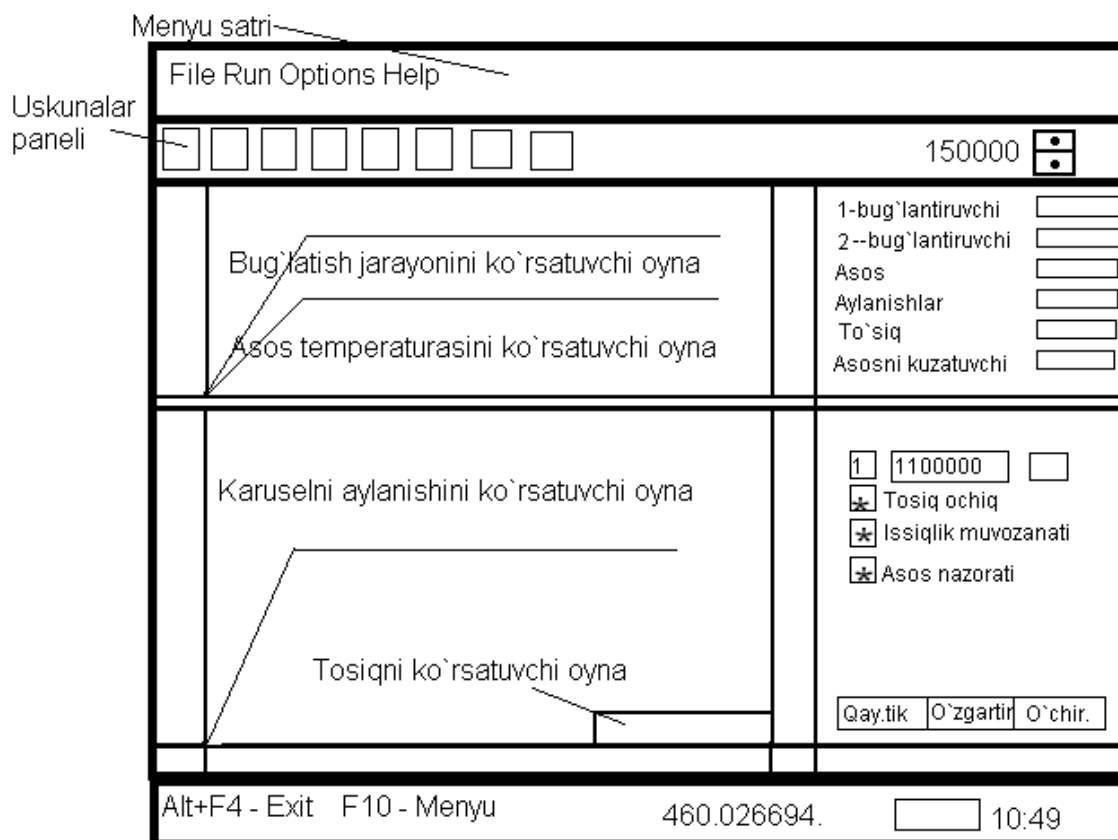 Menyu satri
File Run Options Help
Uskunalar
paneli
150000
1-bug`lantiruvchi
2--bug`lantiruvchi
Asos
Aylanishlar
To`siq
Asosni kuzatuvchi
Bug`latish jarayonini ko`rsatuvchi oyna
Asos temperaturasini ko`rsatuvchi oyna
Karuselni aylanishini ko`rsatuvchi oyna
Tosiqni ko`rsatuvchi oyna
1 1100000
* Tosiq ochiq
* Issiqlik muvozanati
* Asos nazorati
Qay.tik O`zgartir O`chir.
Alt+F4 - Exit F10 - Menyu 460.026694. 10:49